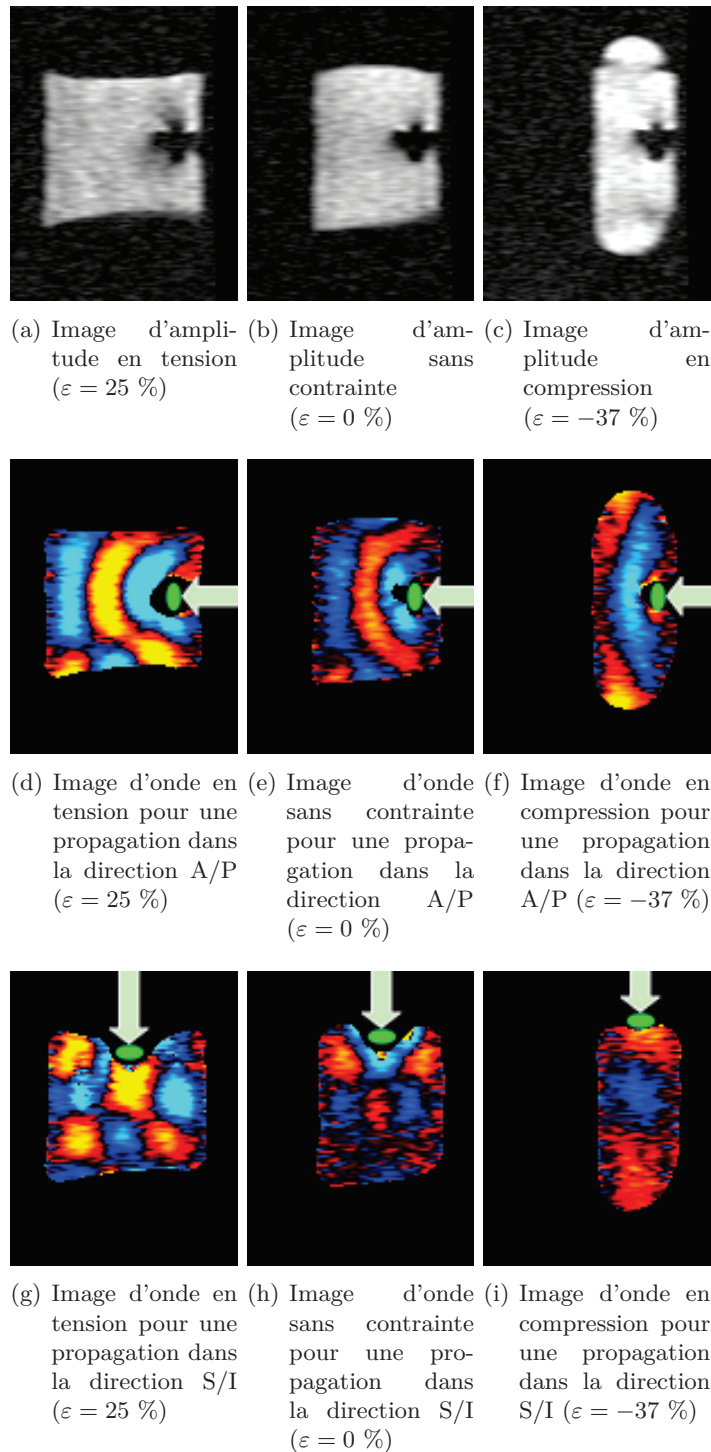 (a) Image d'ampli-
tude en tension
(ε = 25 %)
(b) Image d'am-
plitude sans
contrainte
(ε = 0 %)
(c) Image d'am-
plitude en
compression
(ε = −37 %)
(d) Image d'onde en
tension pour une
propagation dans
la direction A/P
(ε = 25 %)
(e) Image d'onde
sans contrainte
pour une propa-
gation dans la
direction A/P
(ε = 0 %)
(f) Image d'onde en
compression pour
une propagation
dans la direction
A/P (ε = −37 %)
(g) Image d'onde en
tension pour une
propagation dans
la direction S/I
(ε = 25 %)
(h) Image d'onde
sans contrainte
pour une pro-
pagation dans
la direction S/I
(ε = 0 %)
(i) Image d'onde en
compression pour
une propagation
dans la direction
S/I (ε = −37 %)